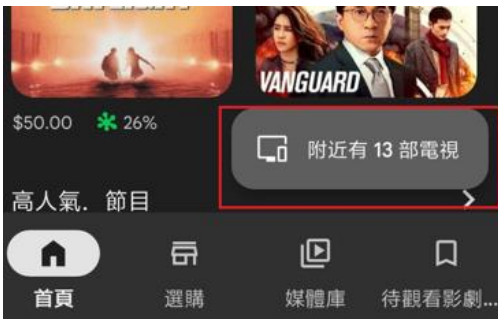 VANGUARD
$50.00 26%
附近有 13 部電視
高人氣．節目
首頁
選購
媒體庫
待觀看影劇...